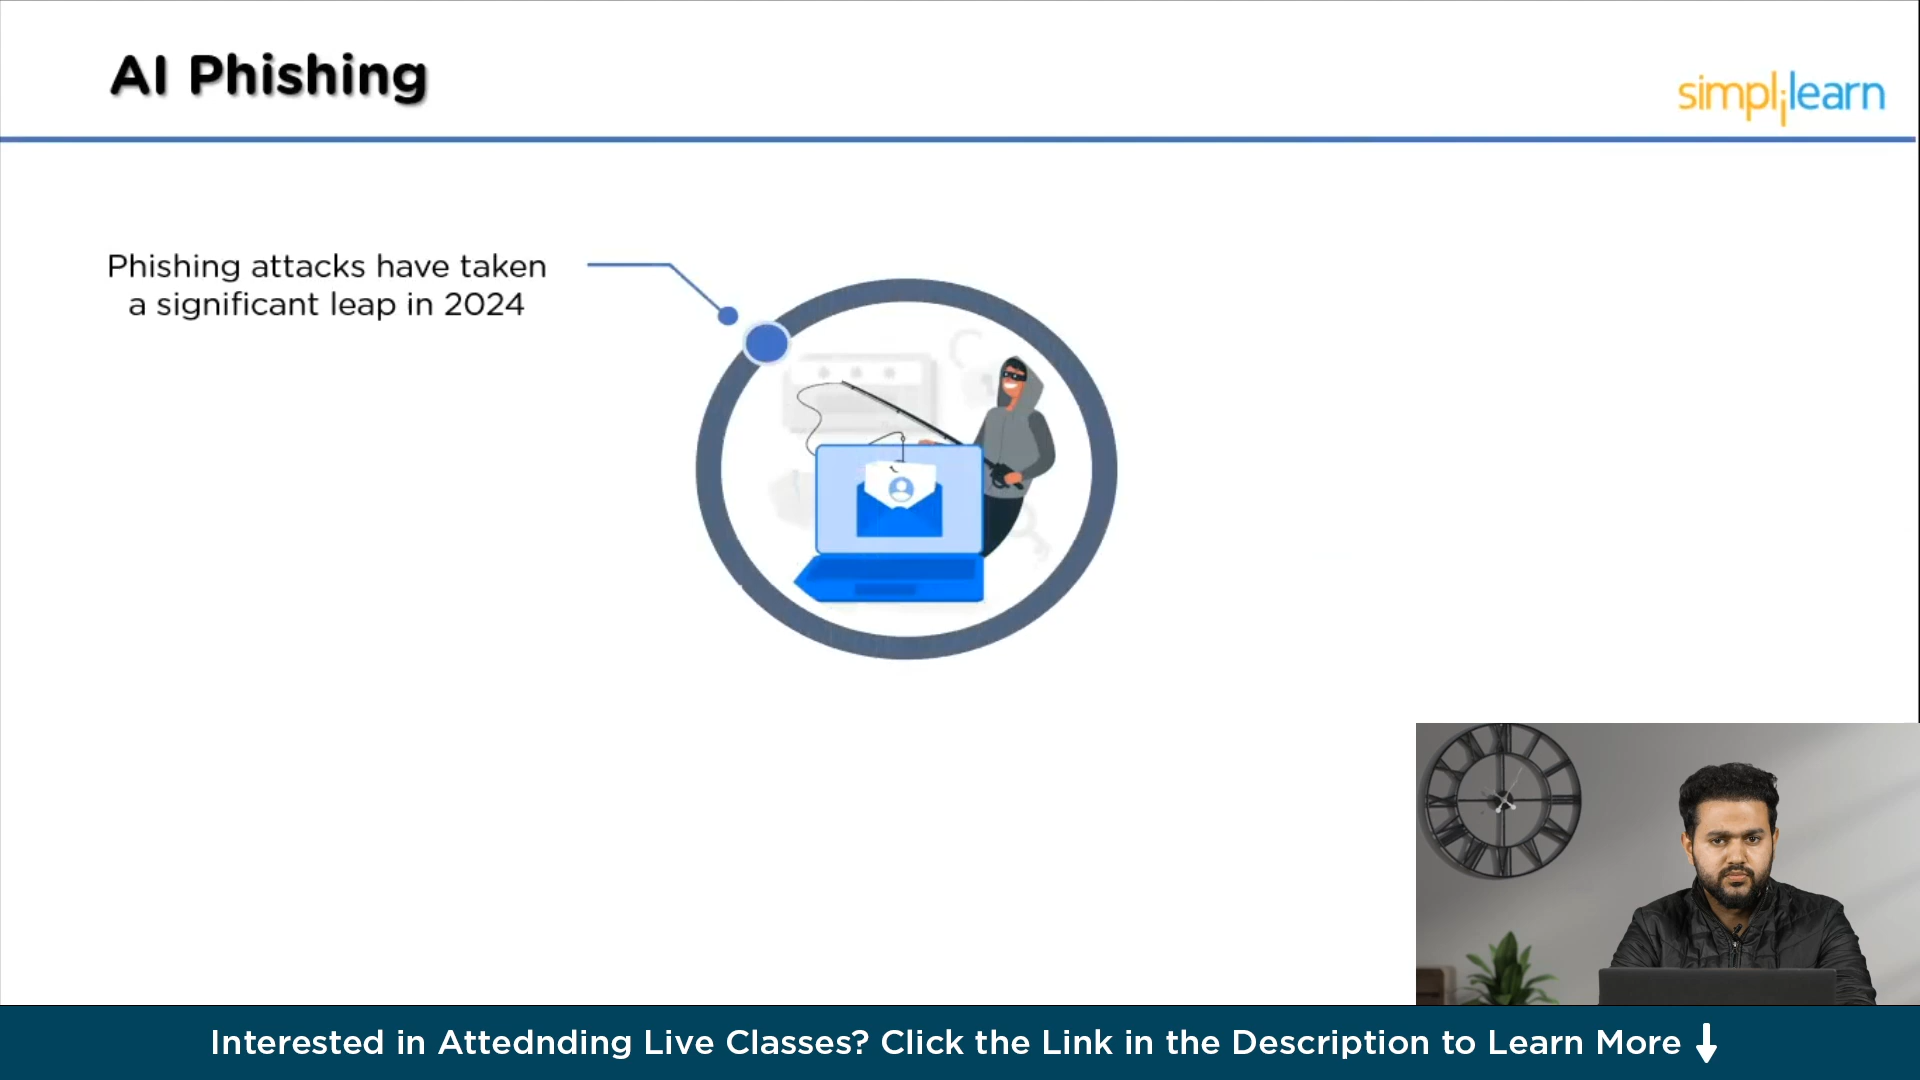 AI Phishing
simplilearn
Phishing attacks have taken
a significant leap in 2024
Interested in Attednding Live Classes? Click the Link in the Description to Learn More